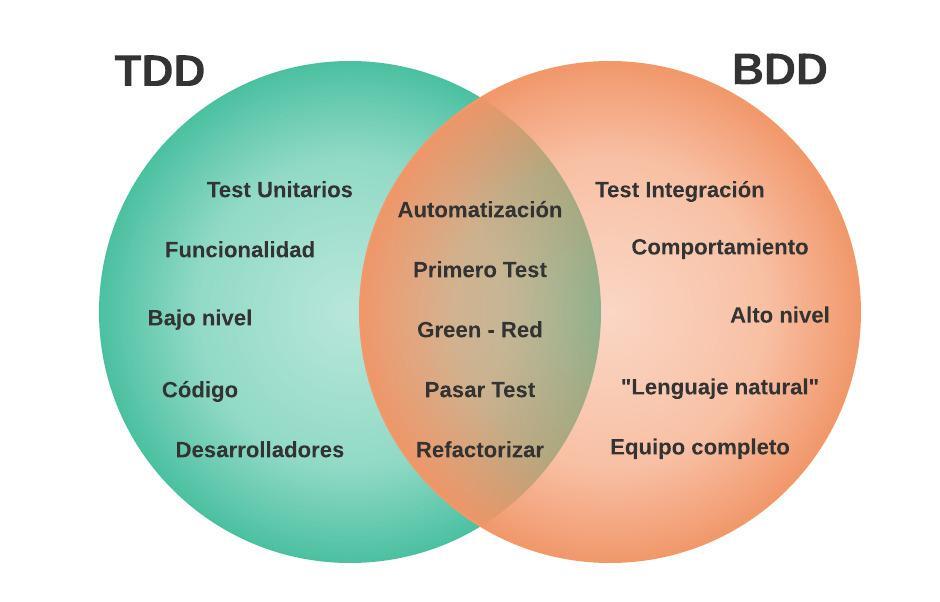 TDD
BDD
Test Unitarios
Funcionalidad
Bajo nivel
Código
Desarrolladores
Automatización
Primero Test
Green - Red
Pasar Test
Refactorizar
Test Integración
Comportamiento
Alto nivel
"Lenguaje natural"
Equipo completo